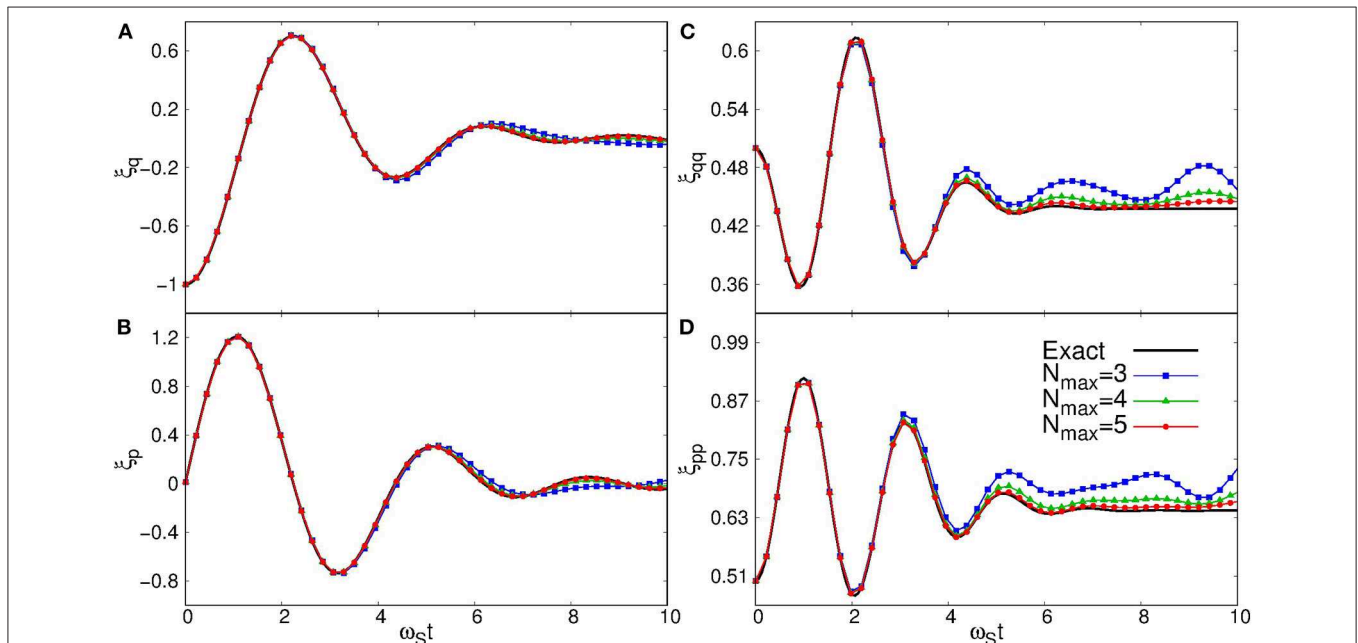 A
0.6
0.2
-0.2
-0.6
-1
ξq
B
1.2
0.8
0.4
0
-0.4
-0.8
ξp
0 2 4 6 8 10
ωSt
C
0.6
0.54
0.48
0.42
0.36
ξqq
D
0.99
0.87
0.75
0.63
0.51
ξpp
Exact
Nmax=3
Nmax=4
Nmax=5
0 2 4 6 8 10
ωSt